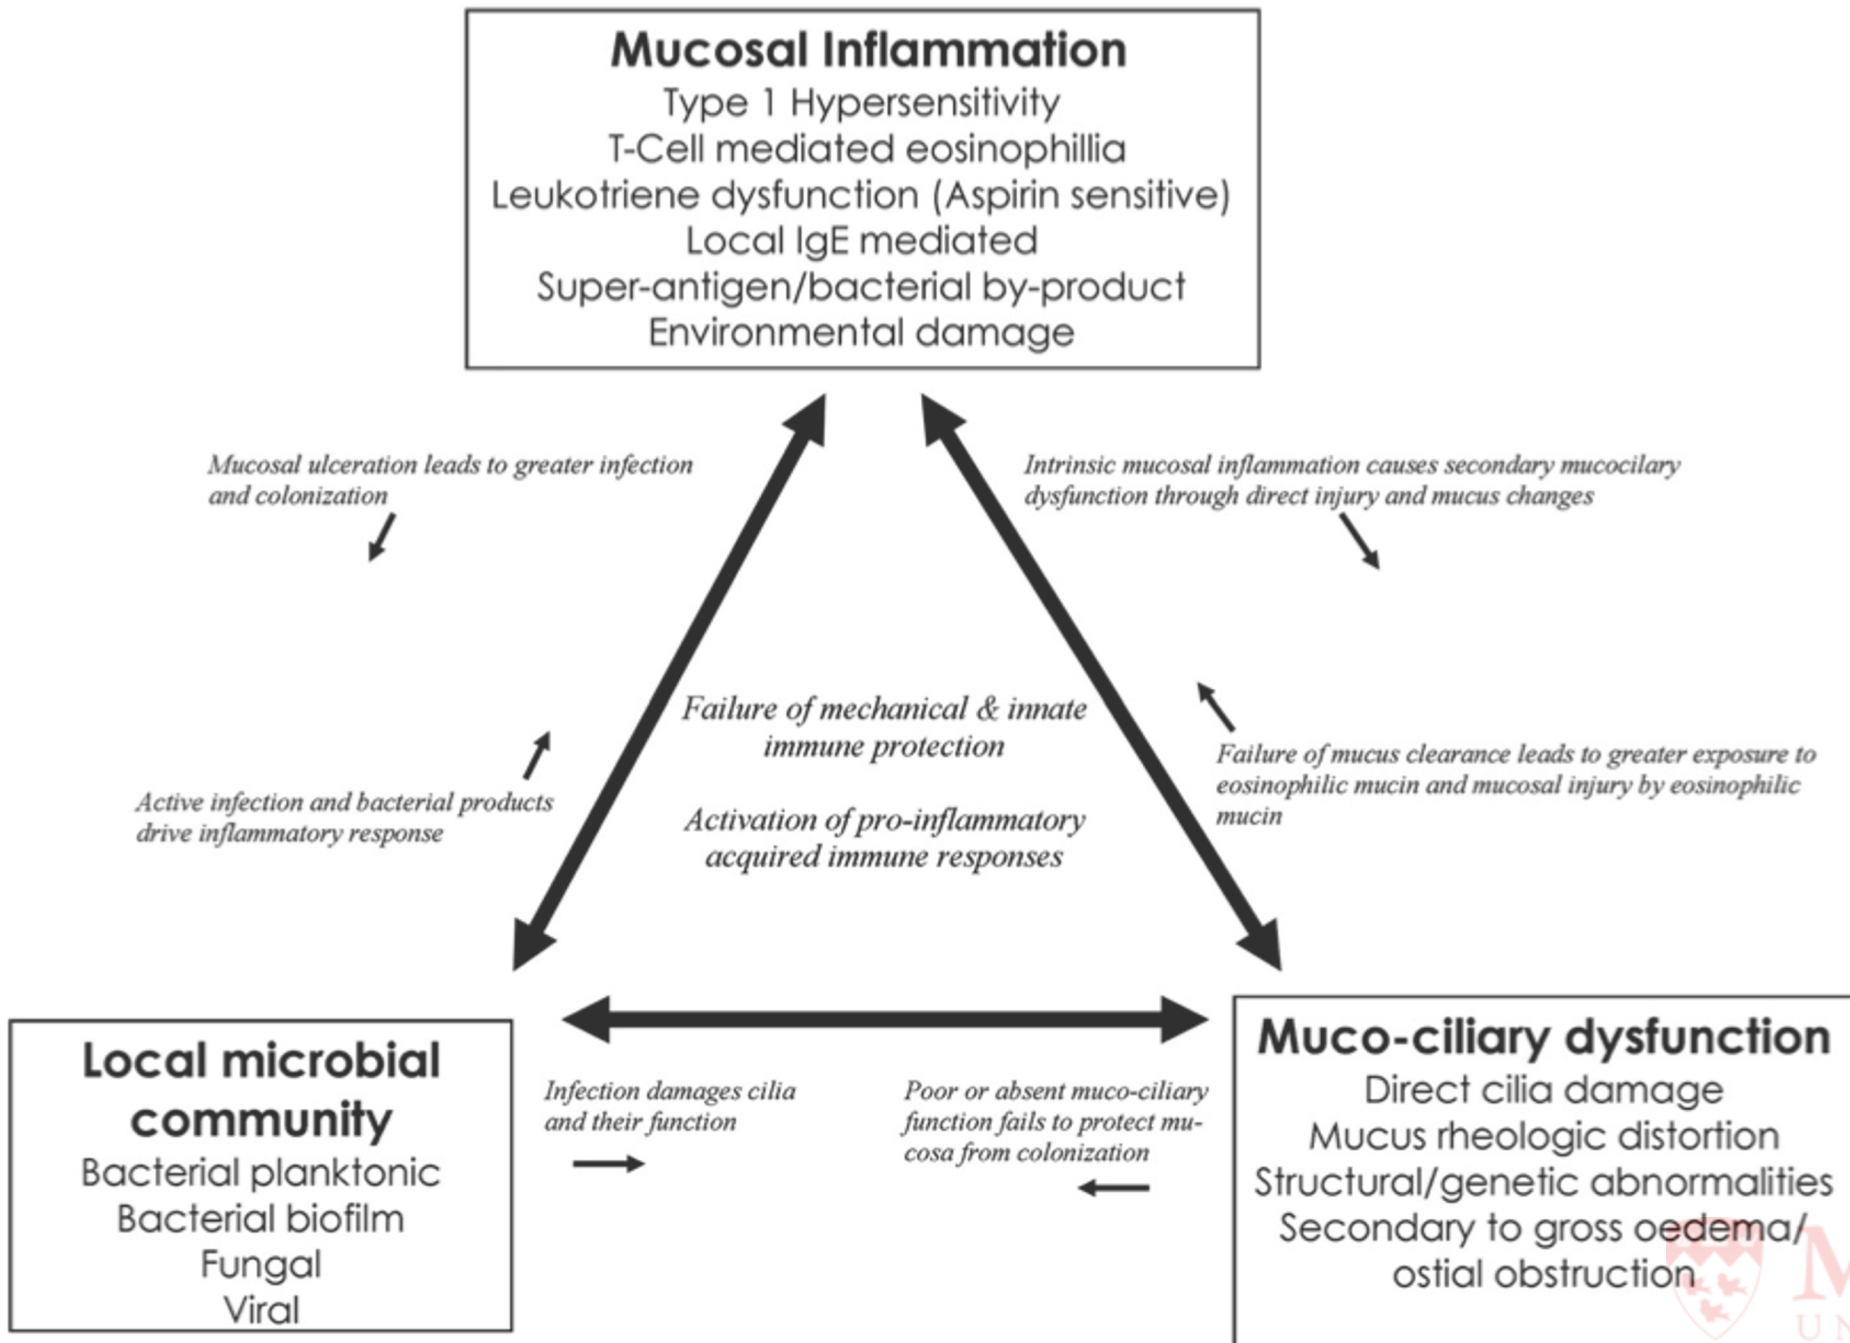 Mucosal Inflammation
Type 1 Hypersensitivity
T-Cell mediated eosinophillia
Leukotriene dysfunction (Aspirin sensitive)
Local IgE mediated
Super-antigen/bacterial by-product
Environmental damage
Mucosal ulceration leads to greater infection
and colonization
Intrinsic mucosal inflammation causes secondary mucocilary
dysfunction through direct injury and mucus changes
Failure of mechanical & innate
immune protection
Activation of pro-inflammatory
acquired immune responses
Active infection and bacterial products
drive inflammatory response
Failure of mucus clearance leads to greater exposure to
eosinophilic mucin and mucosal injury by eosinophilic
mucin
Local microbial
community
Bacterial planktonic
Bacterial biofilm
Fungal
Viral
Infection damages cilia
and their function
Poor or absent muco-ciliary
function fails to protect mu-
cosa from colonization
Muco-ciliary dysfunction
Direct cilia damage
Mucus rheologic distortion
Structural/genetic abnormalities
Secondary to gross oedema/
ostial obstruction